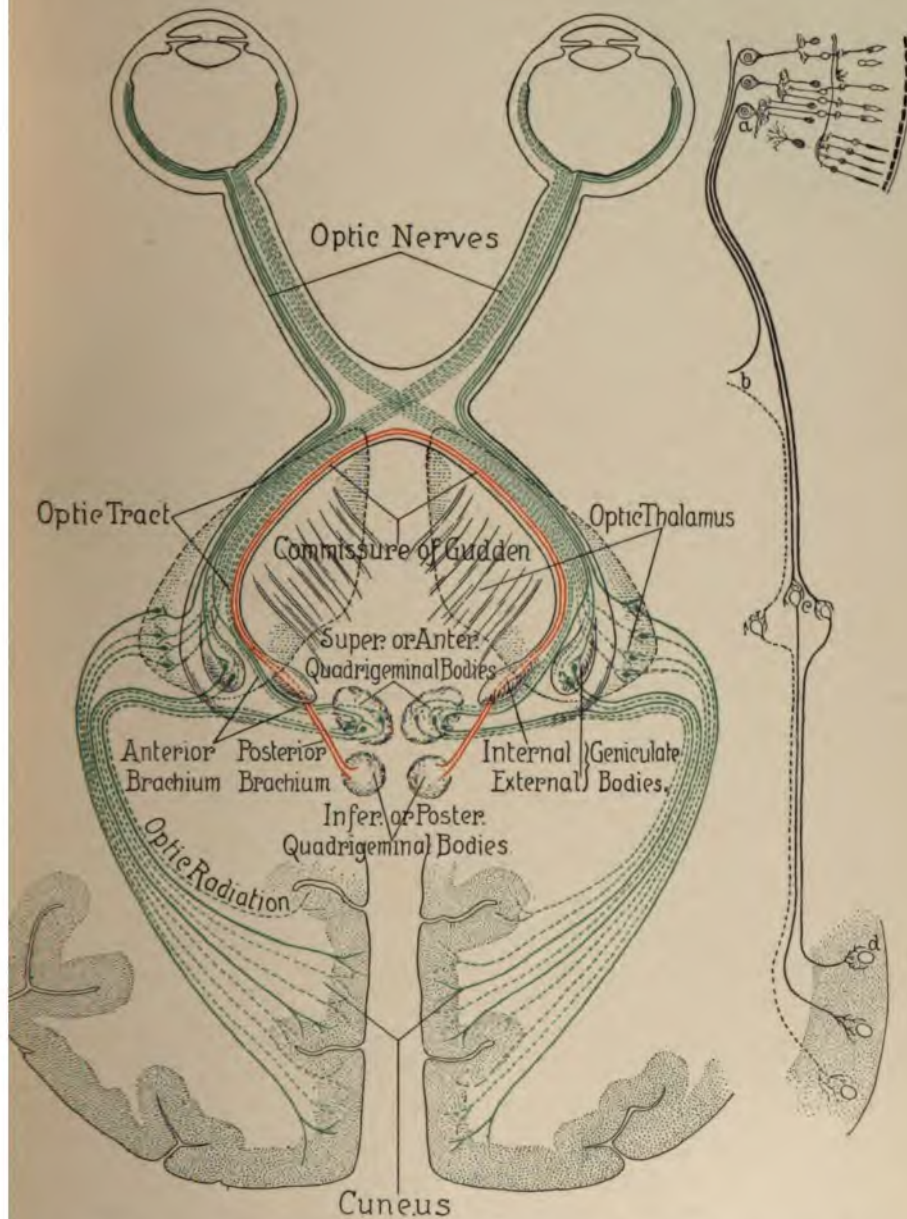 a
Optic Nerves
b
Optic Tract
Optic Thalamus
Commissure of Gudden
c
Super. or Anter.
Quadrigeminal Bodies
Anterior
Brachium
Posterior
Brachium
Internal
External
Geniculate
Bodies.
Infer. or Poster.
Quadrigeminal Bodies
Optic Radiation
d
Cuneus